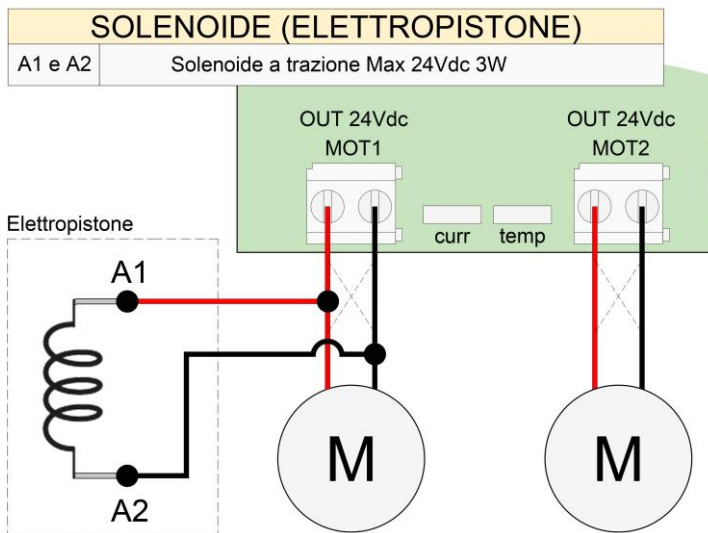 SOLENOIDE (ELETTROPISTONE)
A1 e A2 Solenoide a trazione Max 24Vdc 3W
OUT 24Vdc OUT 24Vdc
MOT1 MOT2
curr temp
Elettropistone
A1
A2
M M